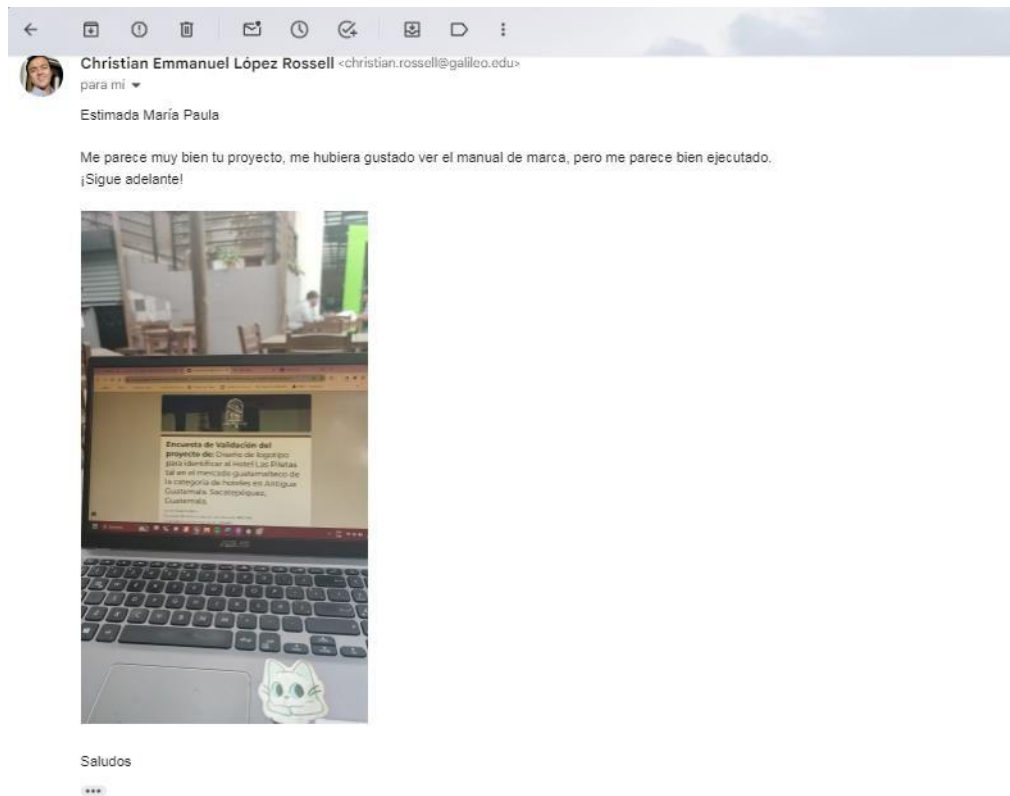 Christian Emmanuel López Rossell <christian.rossell@galileo.edu>
para mí
Estimada María Paula
Me parece muy bien tu proyecto, me hubiera gustado ver el manual de marca, pero me parece bien ejecutado.
¡Sigue adelante!
Encuesta de Validación del
proyecto de: Diseño de logotipo
para identificar al Hotel Las Pilatas
tal en el mercado guatemalteco de
la categoría de hoteles en Antigua
Guatemala, Sacatepéquez,
Guatemala.
ASUS
Saludos